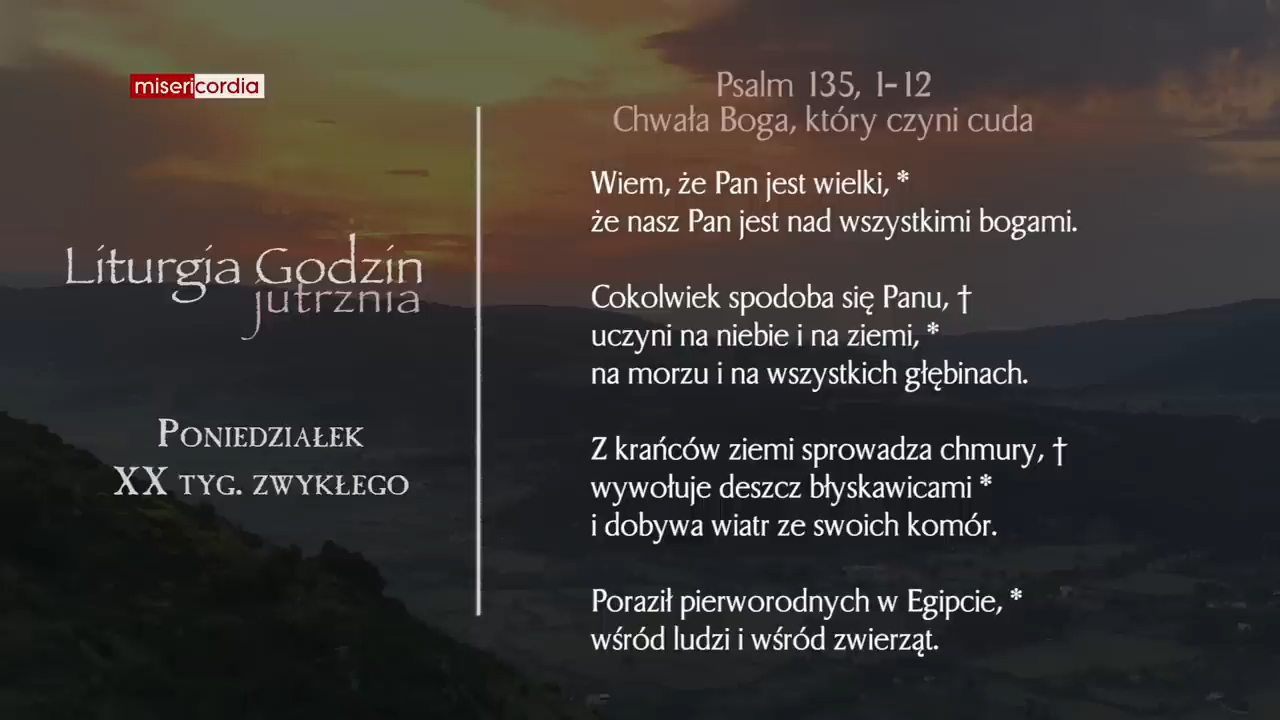 misericordia
Liturgia Godzin
jutrznia
Poniedziałek
XX tyg. zwykłego
Psalm 135, 1-12
Chwała Boga, który czyni cuda
Wiem, że Pan jest wielki, *
że nasz Pan jest nad wszystkimi bogami.
Cokolwiek spodoba się Panu, †
uczyni na niebie i na ziemi, *
na morzu i na wszystkich głębinach.
Z krańców ziemi sprowadza chmury, †
wywołuje deszcz błyskawicami *
i dobywa wiatr ze swoich komór.
Poraził pierworodnych w Egipcie, *
wśród ludzi i wśród zwierząt.